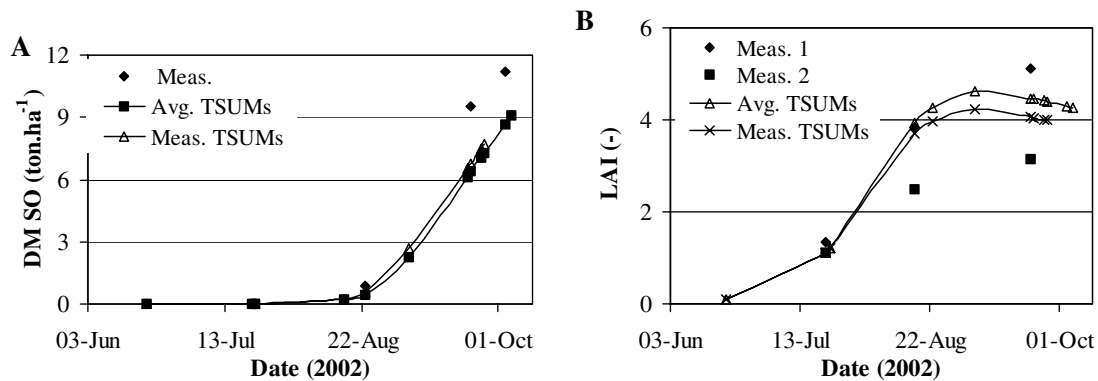 A
DM SO (ton.ha-1)
12
9
6
3
0
Meas.
Avg. TSUMs
Meas. TSUMs
03-Jun 13-Jul 22-Aug 01-Oct
Date (2002)
B
LAI (-)
6
4
2
0
Meas. 1
Meas. 2
Avg. TSUMs
Meas. TSUMs
03-Jun 13-Jul 22-Aug 01-Oct
Date (2002)